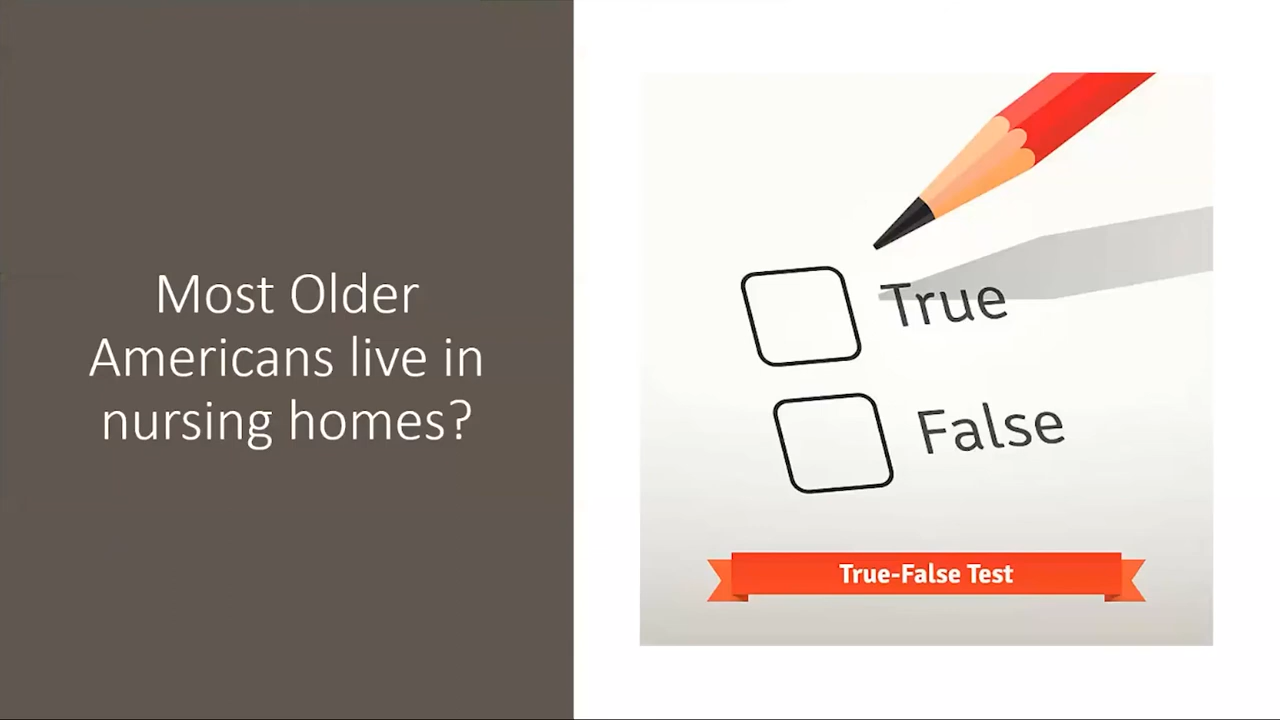 Most Older
Americans live in
nursing homes?
True
False
True-False Test